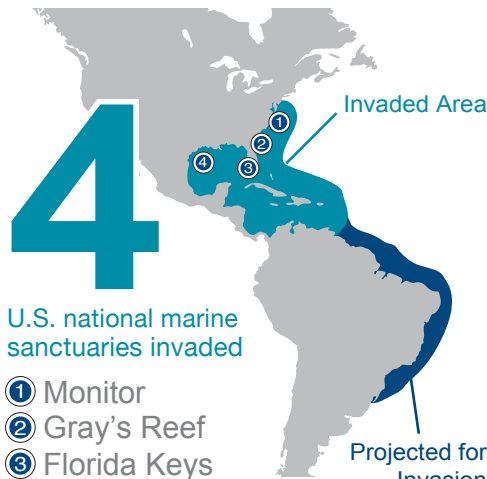 4
U.S. national marine
sanctuaries invaded
1 Monitor
2 Gray's Reef
3 Florida Keys
Invaded Area
1
2
3
4
Projected for
Invasion